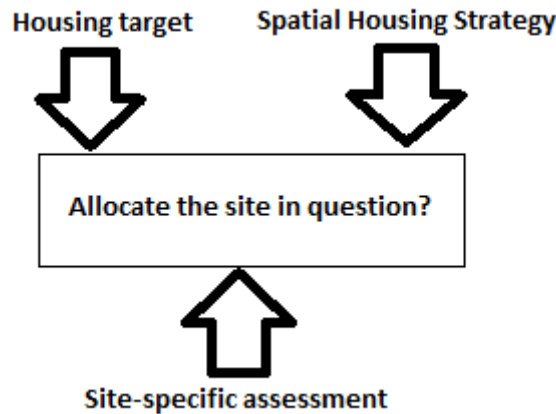 Housing target
Spatial Housing Strategy
Allocate the site in question?
Site-specific assessment